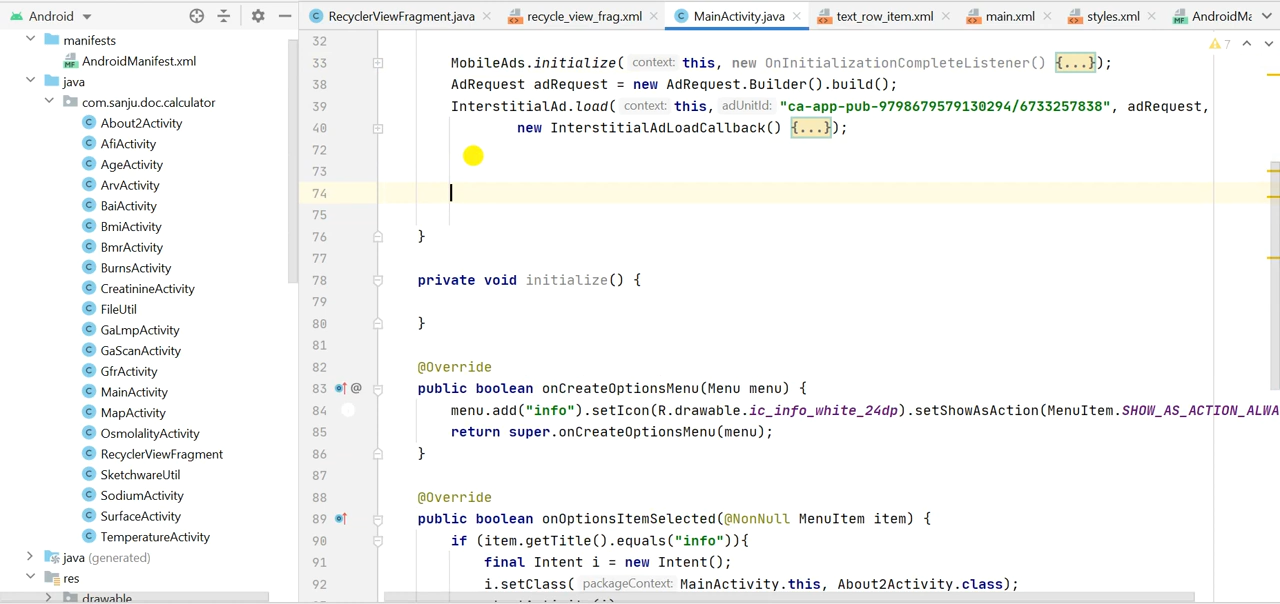 Android
RecyclerViewFragment.java
recycle_view_frag.xml
MainActivity.java
text_row_item.xml
main.xml
styles.xml
AndroidMa
manifests
AndroidManifest.xml
java
com.sanju.doc.calculator
About2Activity
AfiActivity
AgeActivity
ArvActivity
BaiActivity
BmiActivity
BmrActivity
BurnsActivity
CreatinineActivity
FileUtil
GaLmpActivity
GaScanActivity
GfrActivity
MainActivity
MapActivity
OsmolalityActivity
RecyclerViewFragment
SketchwareUtil
SodiumActivity
SurfaceActivity
TemperatureActivity
java (generated)
res
drawable
7
32
33 MobileAds.initialize( context: this, new OnInitializationCompleteListener() {...});
38 AdRequest adRequest = new AdRequest.Builder().build();
39 InterstitialAd.load( context: this, adUnitId: "ca-app-pub-9798679579130294/6733257838", adRequest,
40 new InterstitialAdLoadCallback() {...});
72
73
74
75
76 }
77
78 private void initialize() {
79
80 }
81
82 @Override
83 @ public boolean onCreateOptionsMenu(Menu menu) {
84 menu.add("info").setIcon(R.drawable.ic_info_white_24dp).setShowAsAction(MenuItem.SHOW_AS_ACTION_ALWA
85 return super.onCreateOptionsMenu(menu);
86 }
87
88 @Override
89 public boolean onOptionsItemSelected(@NonNull MenuItem item) {
90 if (item.getTitle().equals("info")){
91 final Intent i = new Intent();
92 i.setClass( packageContext: MainActivity.this, About2Activity.class);